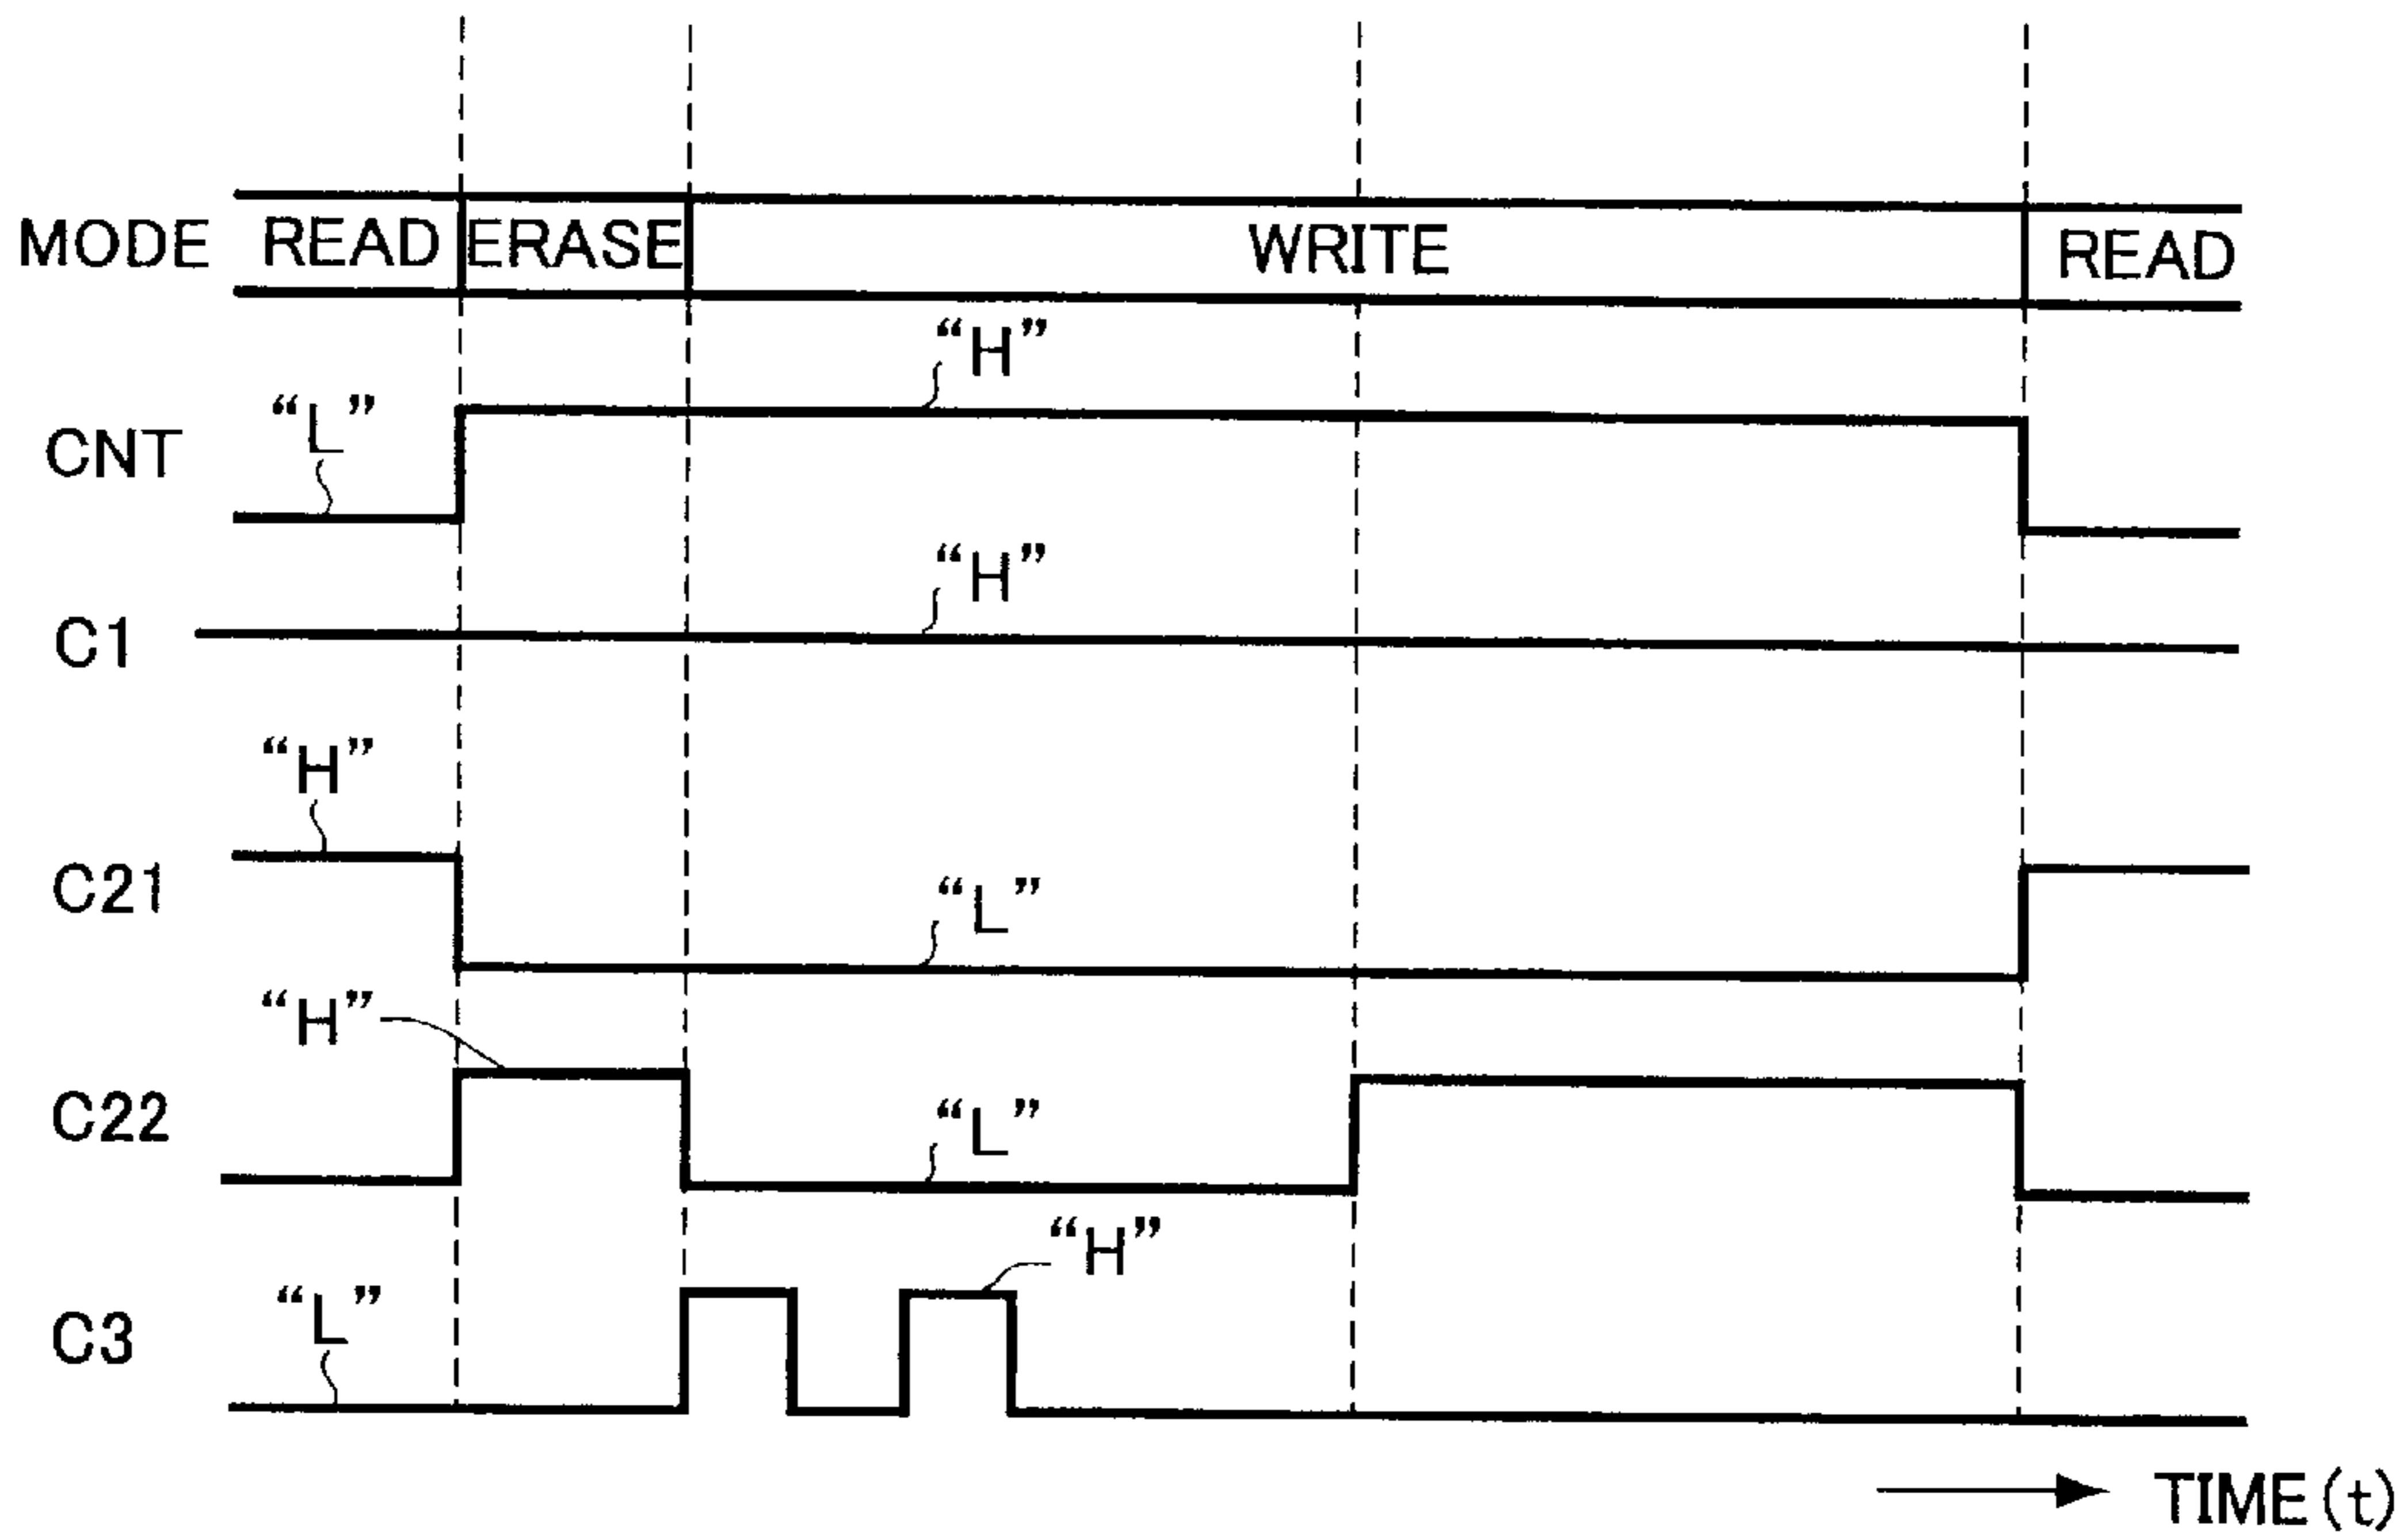 MODE READ ERASE WRITE READ
“H”
“L”
CNT
“H”
C1
“H”
C21
“L”
“H”
C22
“L”
“H”
“L”
C3
TIME(t)